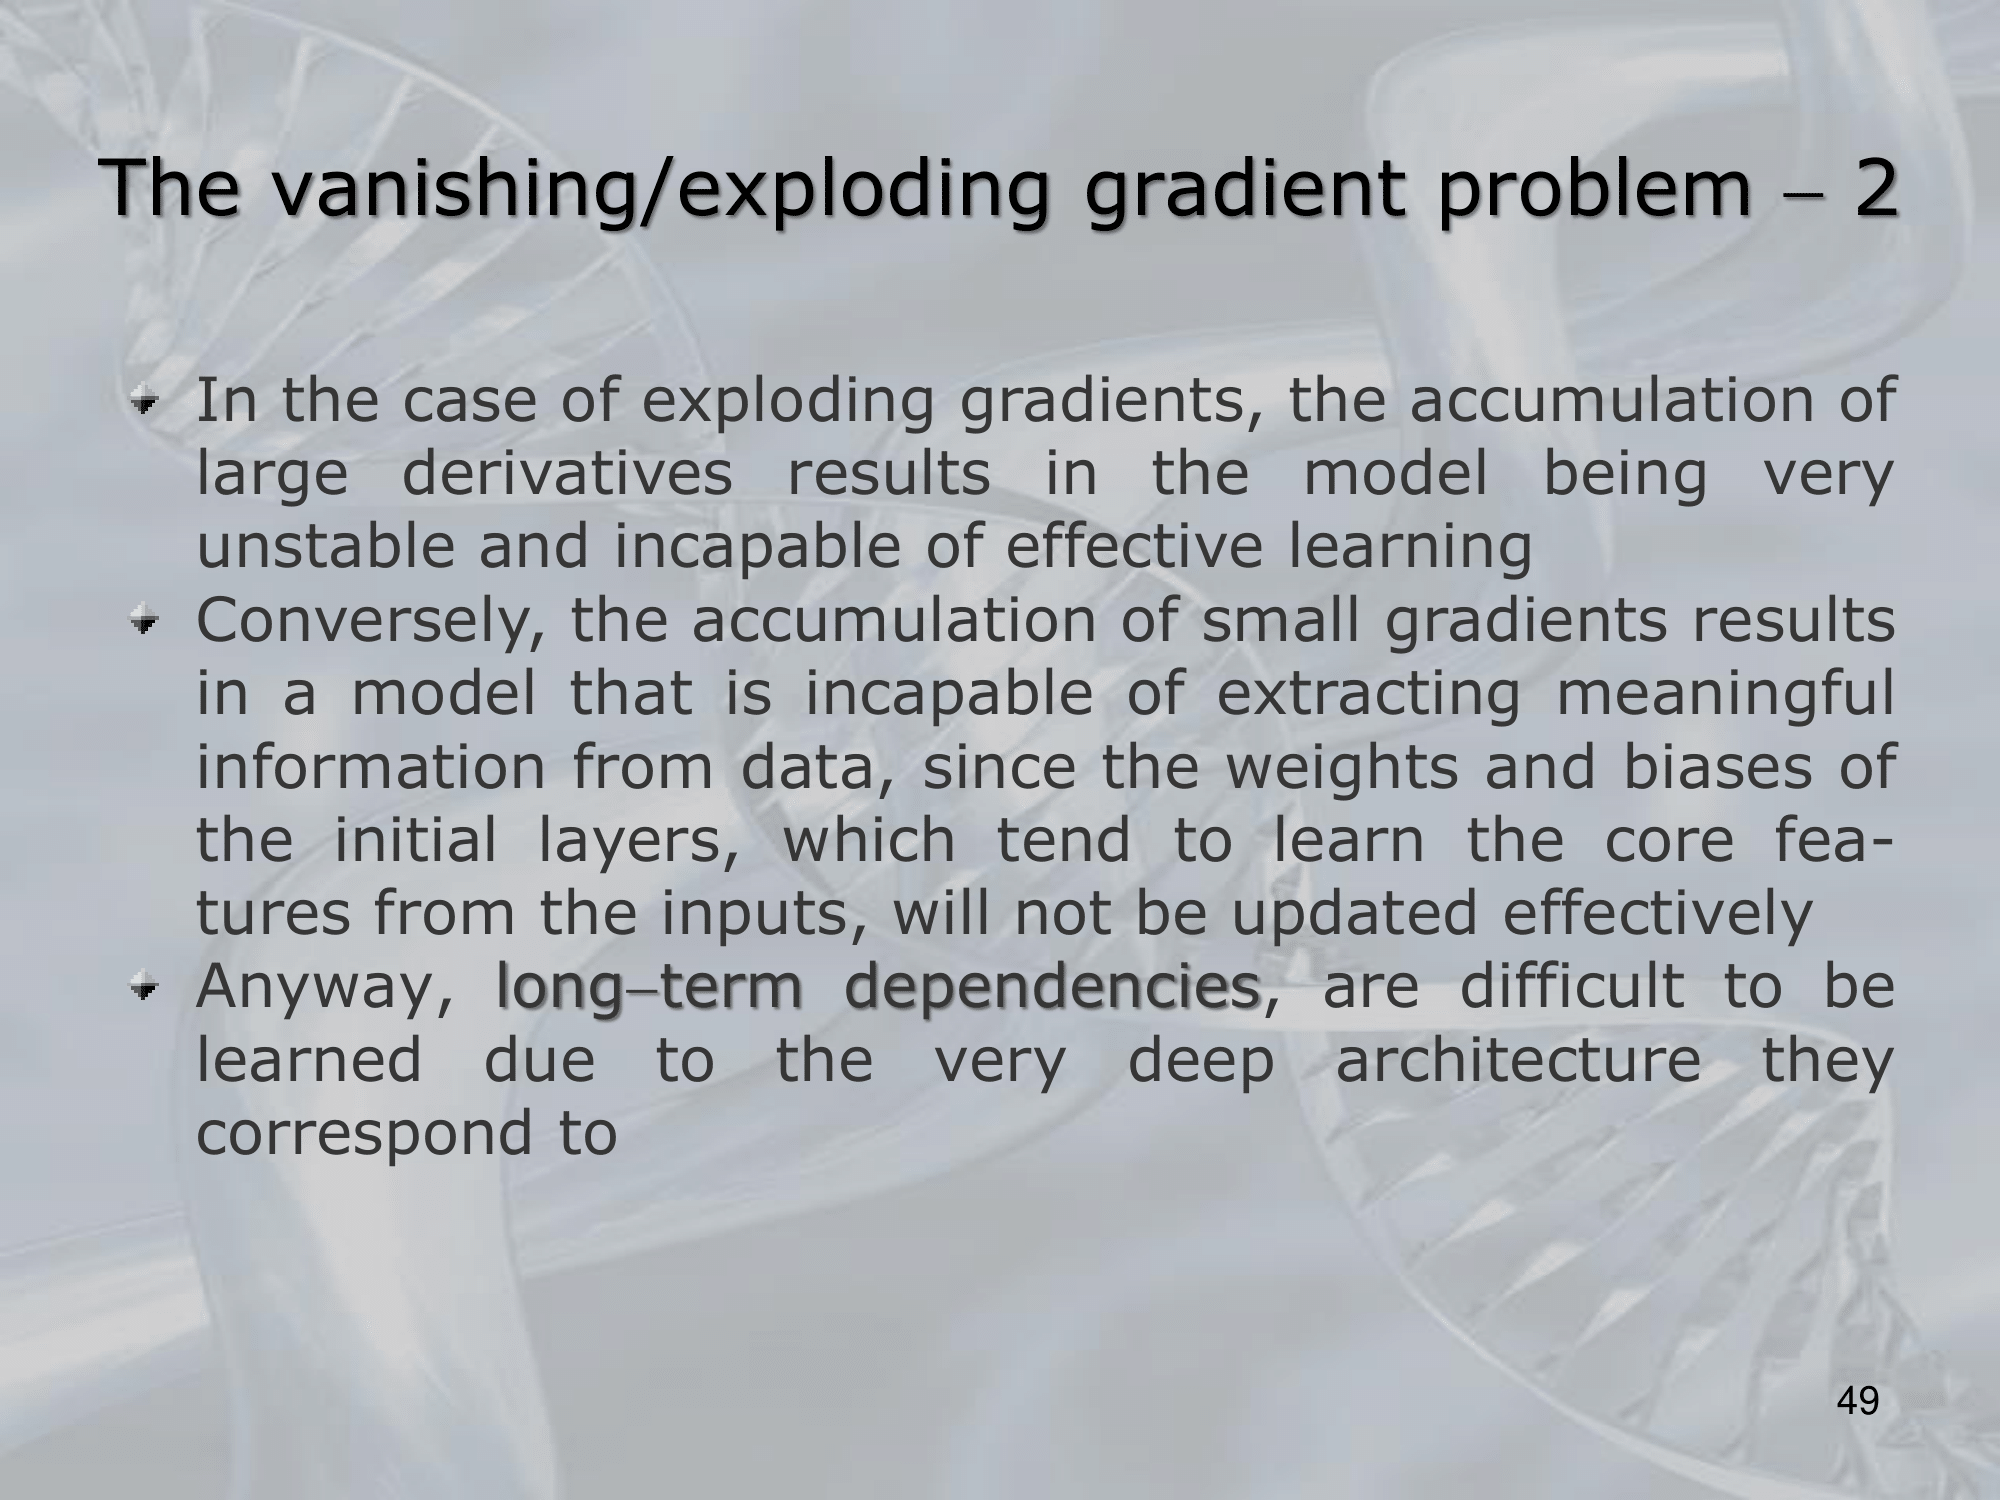 The vanishing/exploding gradient problem – 2
In the case of exploding gradients, the accumulation of
large derivatives results in the model being very
unstable and incapable of effective learning
Conversely, the accumulation of small gradients results
in a model that is incapable of extracting meaningful
information from data, since the weights and biases of
the initial layers, which tend to learn the core fea-
tures from the inputs, will not be updated effectively
Anyway, long–term dependencies, are difficult to be
learned due to the very deep architecture they
correspond to
49